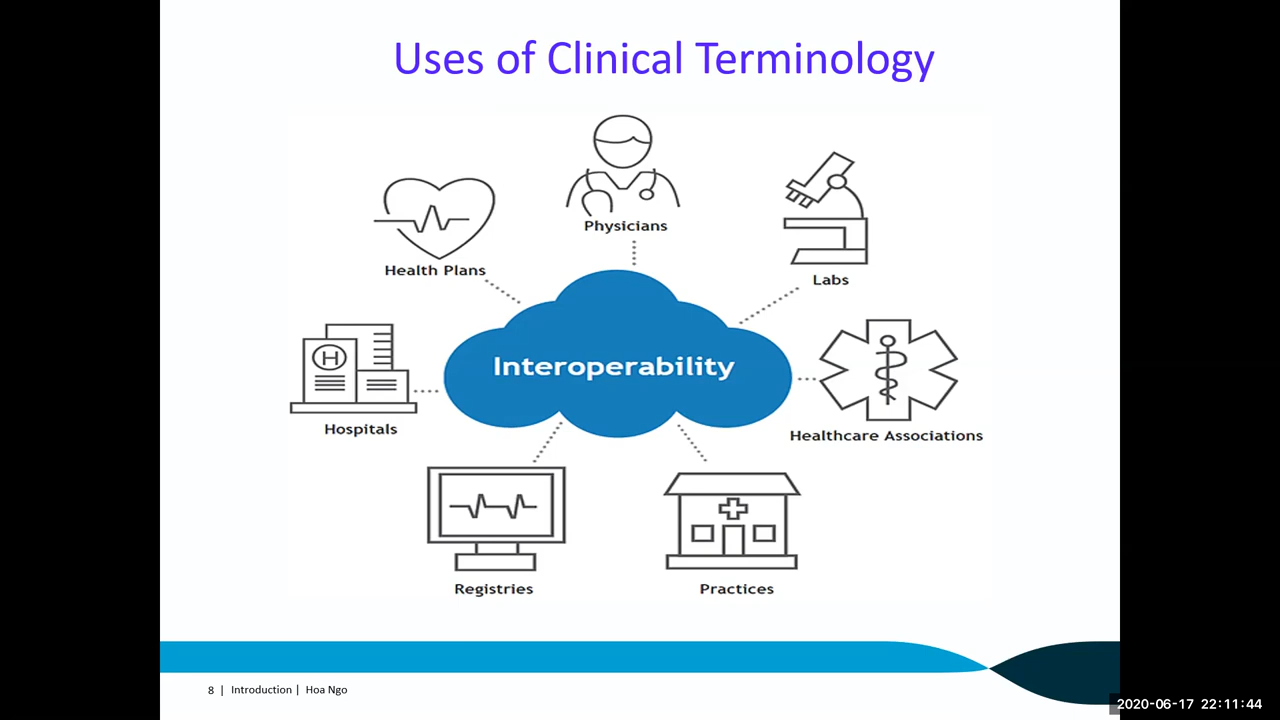 Uses of Clinical Terminology
Physicians
Health Plans
Labs
Interoperability
H
Hospitals
Healthcare Associations
Registries
Practices
8 | Introduction | Hoa Ngo
2020-06-17 22:11:44